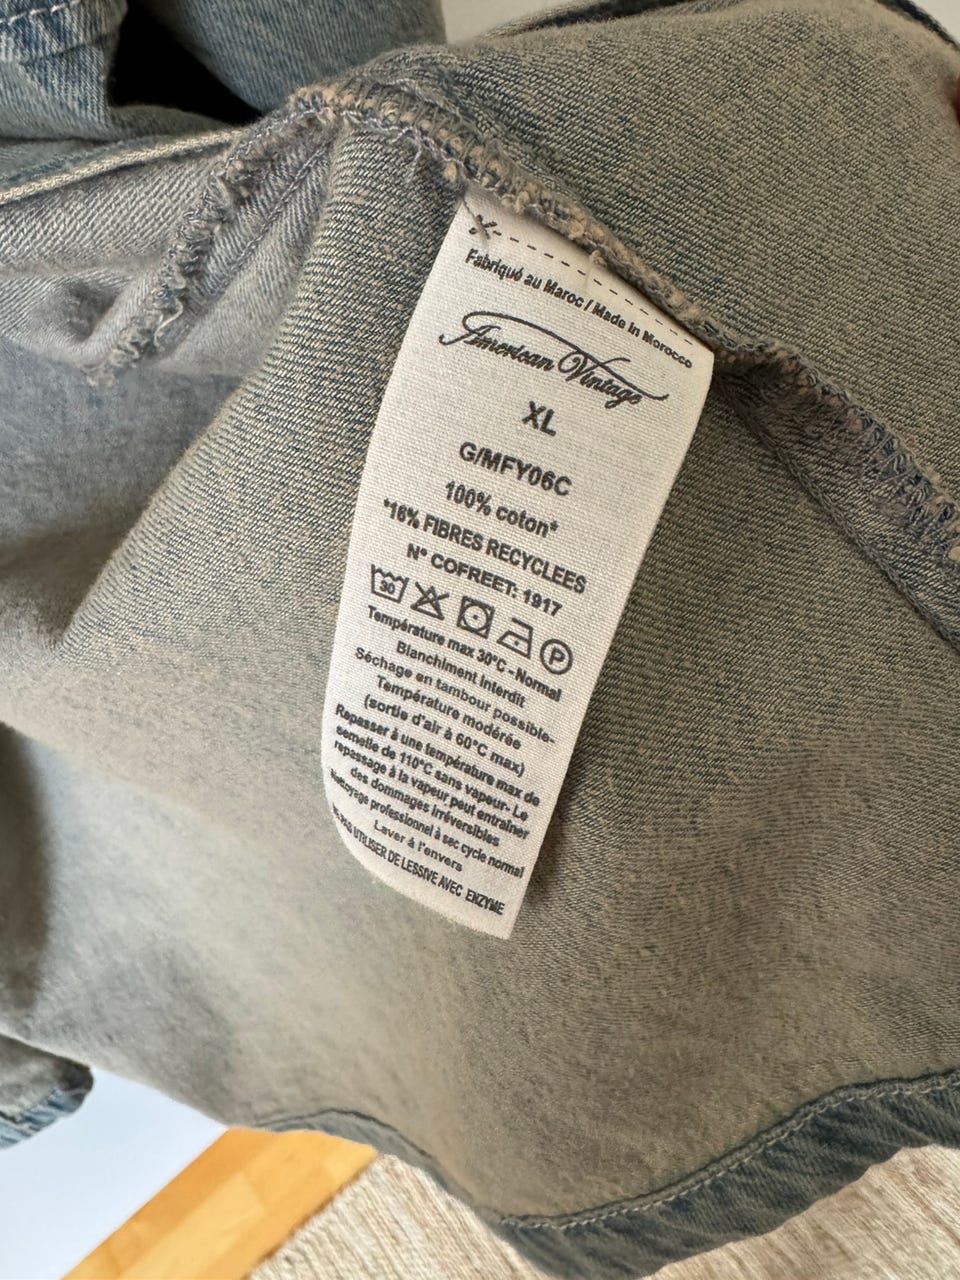 Fabriqué au Maroc / Made in Morocco
American Vintage
XL
G/MFY06C
100% coton*
*16% FIBRES RECYCLEES
N° COFREET: 1917
30 P
Température max 30°C - Normal
Blanchiment interdit
Séchage en tambour possible-
Température modérée
(sortie d'air à 60°C max)
Repasser à une température max de
semelle de 110°C sans vapeur- Le
repassage à la vapeur peut entraîner
des dommages irréversibles
Nettoyage professionnel à sec cycle normal
Laver à l'envers
PAS UTILISER DE LESSIVE AVEC ENZYME